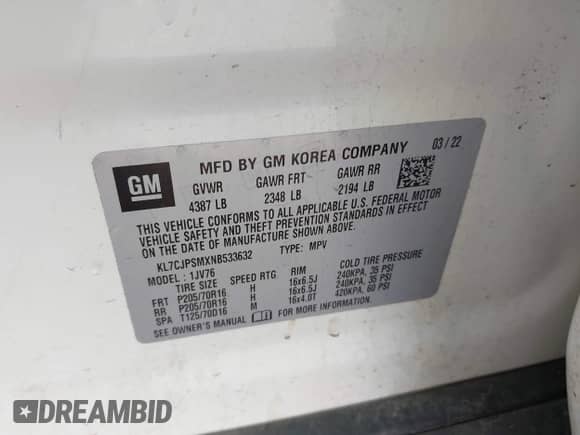 GM
MFD BY GM KOREA COMPANY 03 / 22
GVWR GAWR FRT GAWR RR
4387 LB 2348 LB 2194 LB
THIS VEHICLE CONFORMS TO ALL APPLICABLE U.S. FEDERAL MOTOR
VEHICLE SAFETY AND THEFT PREVENTION STANDARDS IN EFFECT
ON THE DATE OF MANUFACTURE SHOWN ABOVE.
KL7CJPSMXNB533632 TYPE: MPV
MODEL : 1JV76
TIRE SIZE SPEED RTG RIM COLD TIRE PRESSURE
FRT P205/70R16 H 16x6.5J 240KPA, 35 PSI
RR P205/70R16 H 16x6.5J 240KPA, 35 PSI
SPA T125/70D16 M 16x4.0T 420KPA, 60 PSI
SEE OWNER'S MANUAL FOR MORE INFORMATION.
DREAMBID